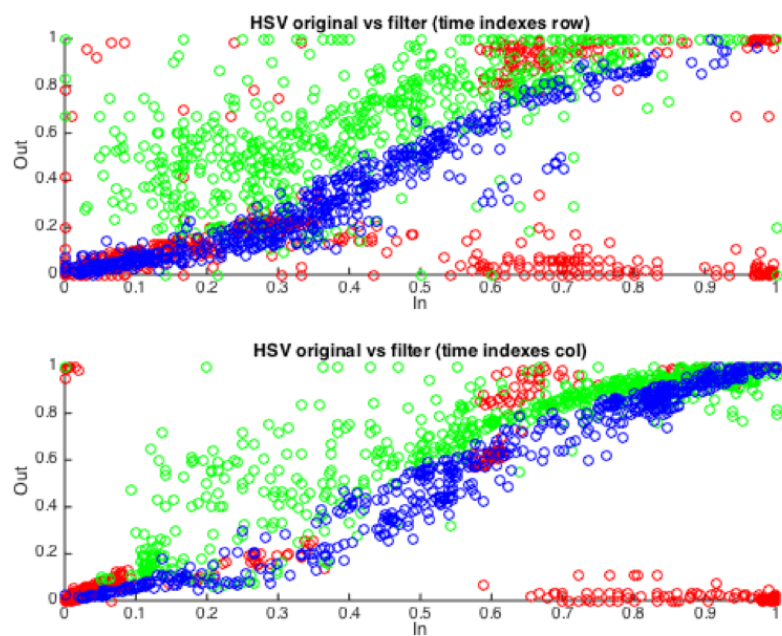 HSV original vs filter (time indexes row)
1
0.8
0.6
0.4
0.2
0
Out
0 0.1 0.2 0.3 0.4 0.5 0.6 0.7 0.8 0.9 1
In
HSV original vs filter (time indexes col)
1
0.8
0.6
0.4
0.2
0
Out
0 0.1 0.2 0.3 0.4 0.5 0.6 0.7 0.8 0.9 1
In